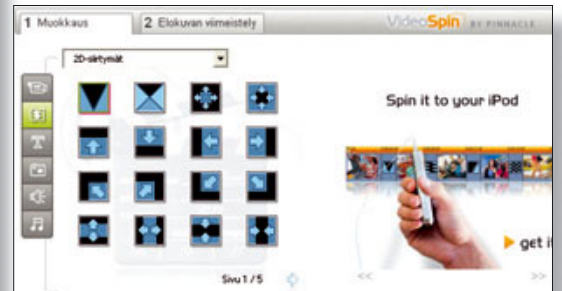 1 Muokkaus
2 Elokuvan viimeistely
VideoSpin BY PINNACLE
2D-siirtymät
Spin it to your iPod
get it
Sivu 1 / 5
<< >>